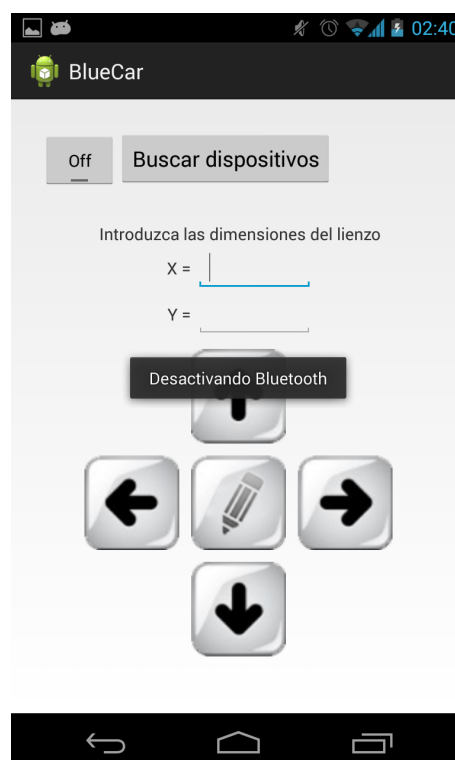 02:40
BlueCar
Off
Buscar dispositivos
Introduzca las dimensiones del lienzo
X =
Y =
Desactivando Bluetooth